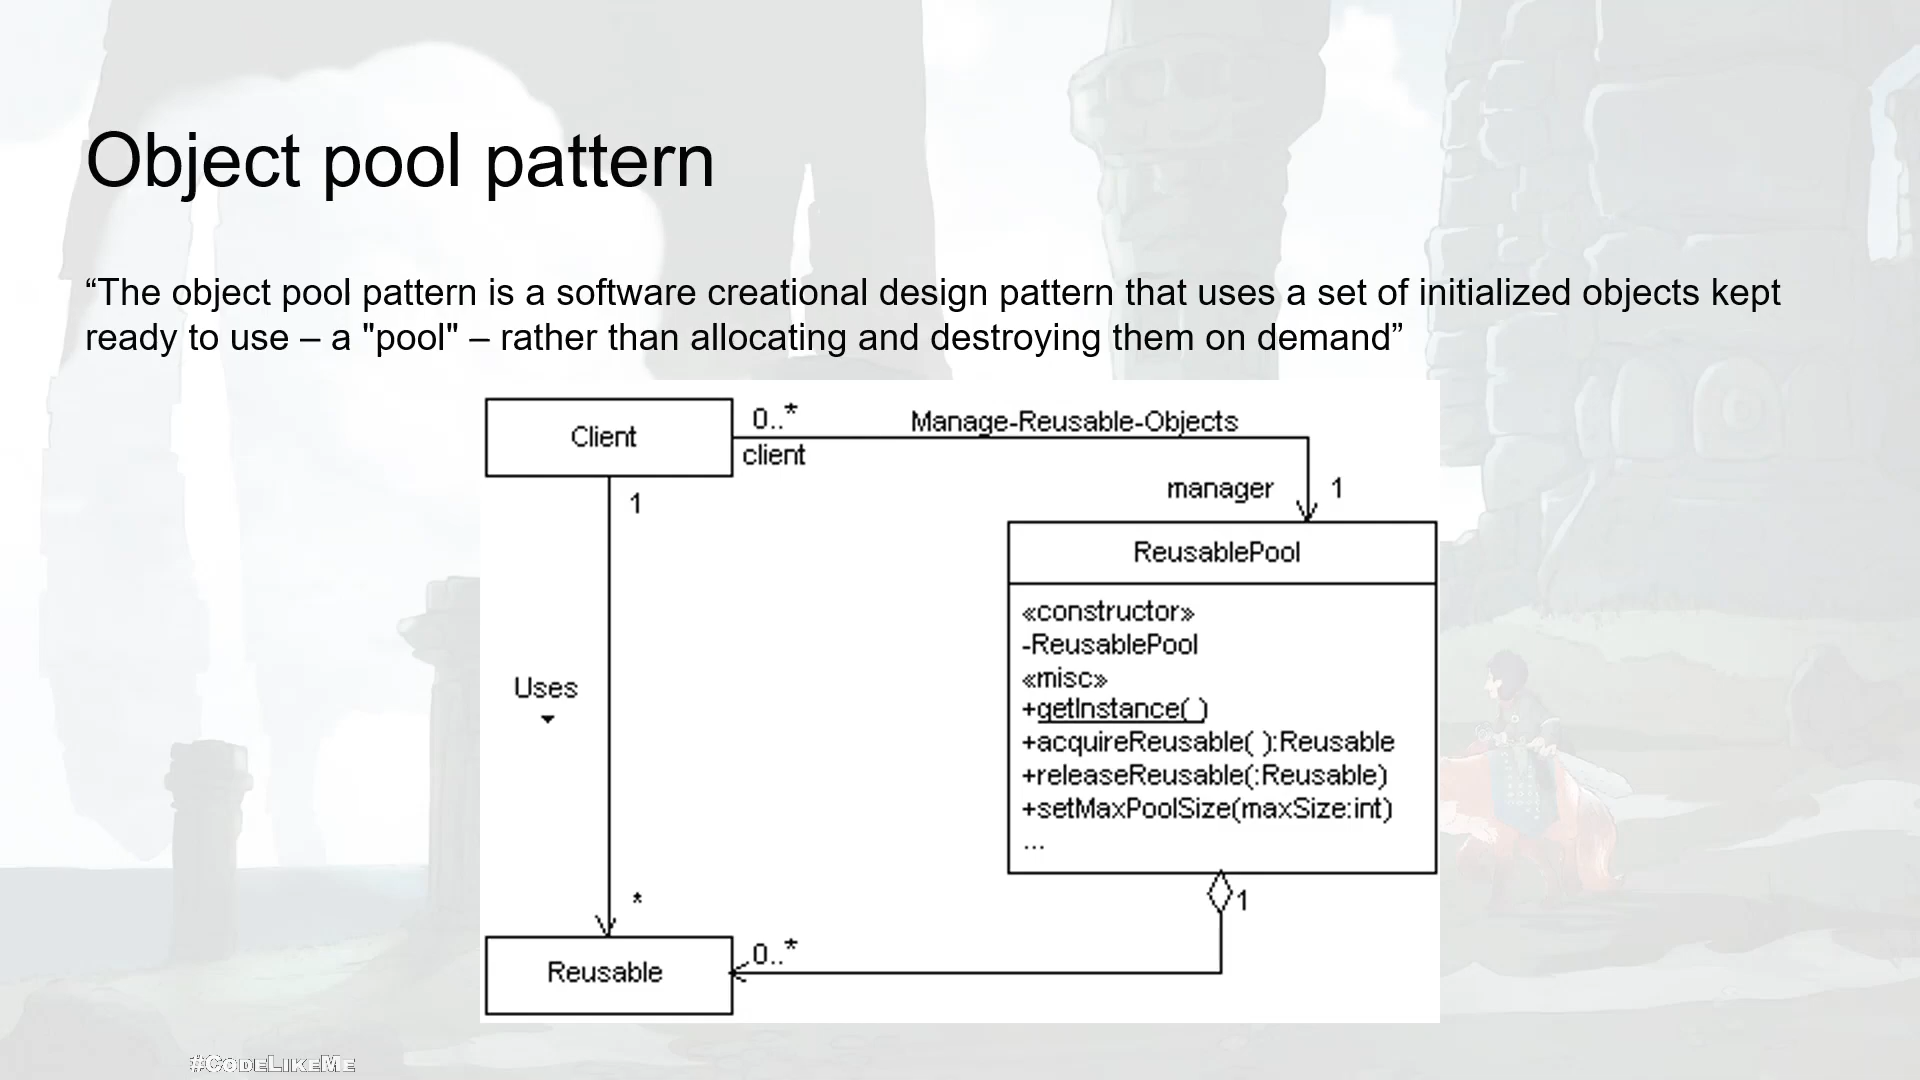 Object pool pattern
“The object pool pattern is a software creational design pattern that uses a set of initialized objects kept
ready to use – a "pool" – rather than allocating and destroying them on demand”
Client
0..*
client
Manage-Reusable-Objects
manager
1
1
ReusablePool
«constructor»
-ReusablePool
«misc»
+getInstance( )
+acquireReusable( ):Reusable
+releaseReusable(:Reusable)
+setMaxPoolSize(maxSize:int)
...
Uses
*
1
0..*
Reusable
#CodeLikeMe